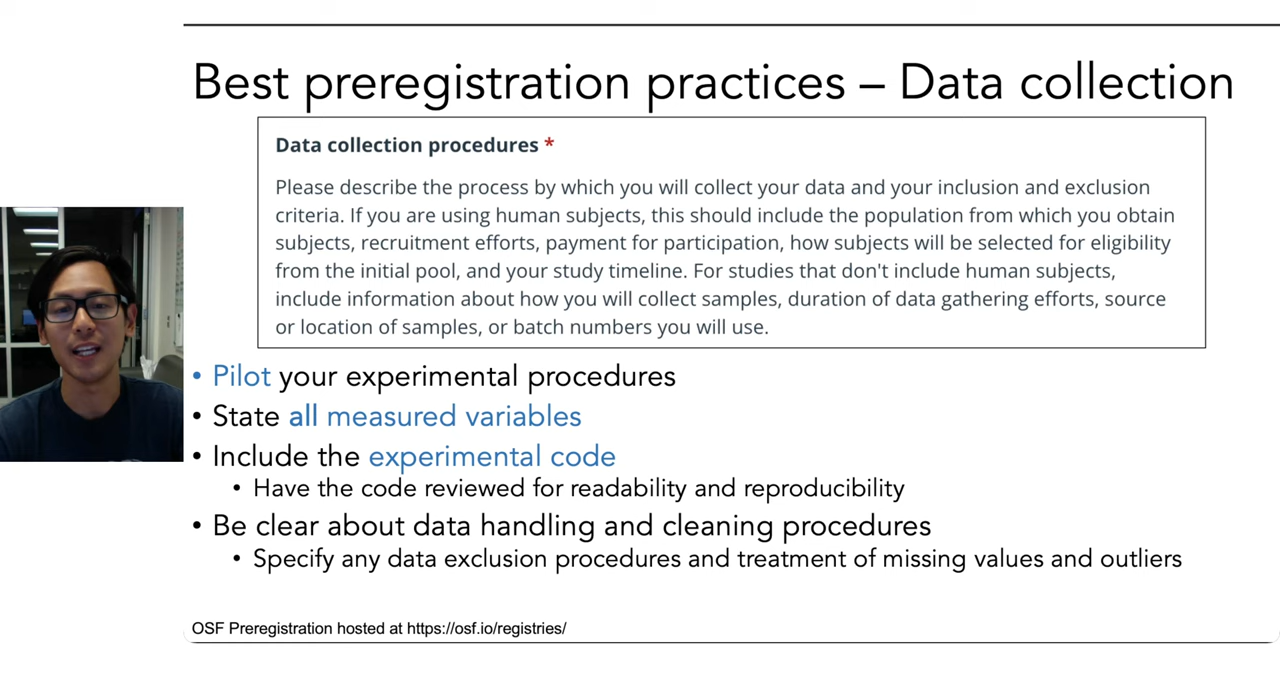 Best preregistration practices – Data collection
Data collection procedures *
Please describe the process by which you will collect your data and your inclusion and exclusion
criteria. If you are using human subjects, this should include the population from which you obtain
subjects, recruitment efforts, payment for participation, how subjects will be selected for eligibility
from the initial pool, and your study timeline. For studies that don't include human subjects,
include information about how you will collect samples, duration of data gathering efforts, source
or location of samples, or batch numbers you will use.
• Pilot your experimental procedures
• State all measured variables
• Include the experimental code
• Have the code reviewed for readability and reproducibility
• Be clear about data handling and cleaning procedures
• Specify any data exclusion procedures and treatment of missing values and outliers
OSF Preregistration hosted at https://osf.io/registries/